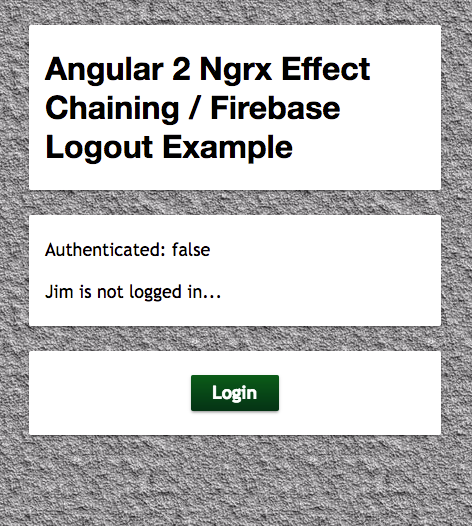 Angular 2 Ngrx Effect
Chaining / Firebase
Logout Example
Authenticated: false
Jim is not logged in...
Login